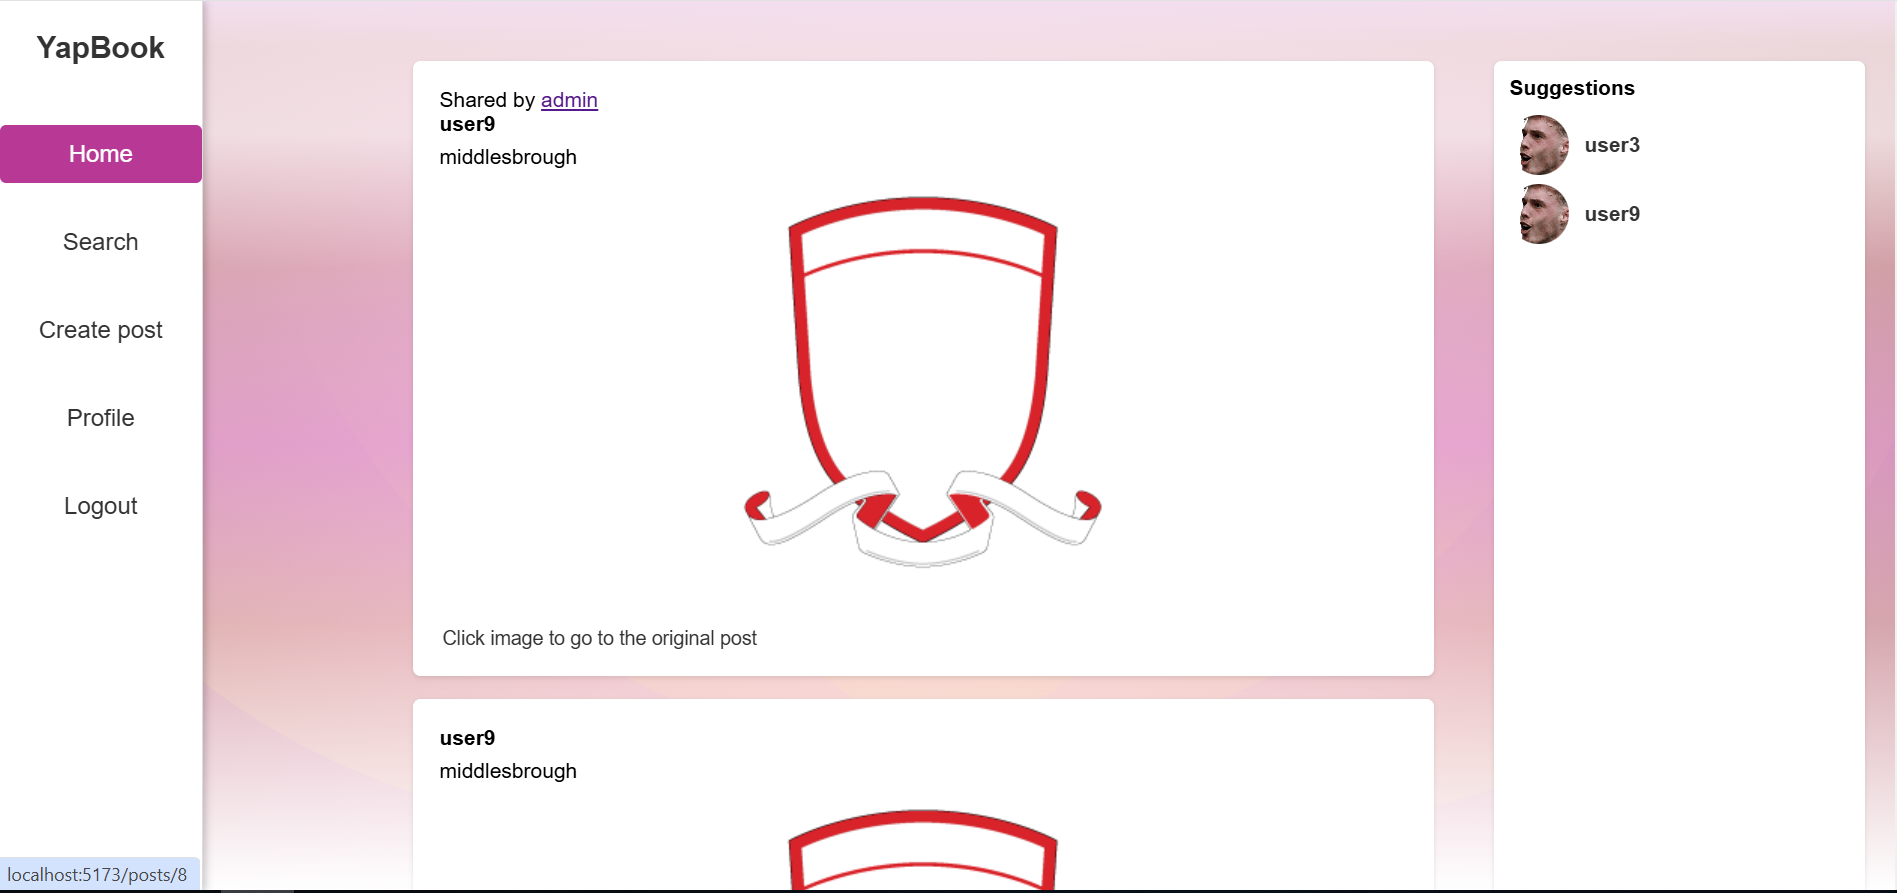 YapBook
Home
Search
Create post
Profile
Logout
Shared by admin
user9
middlesbrough
Click image to go to the original post
user9
middlesbrough
Suggestions
user3
user9
localhost:5173/posts/8